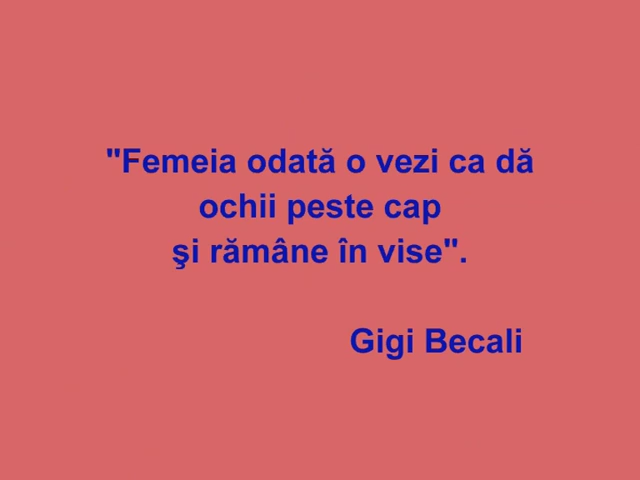 "Femeia odată o vezi ca dă
ochii peste cap
şi rămâne în vise".
Gigi Becali